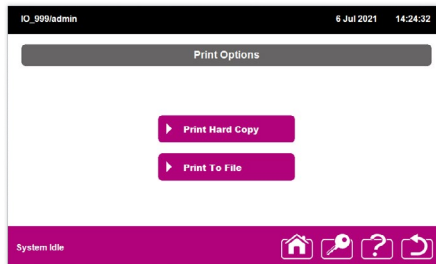 IO_999/admin 6 Jul 2021 14:24:32
Print Options
Print Hard Copy
Print To File
System Idle